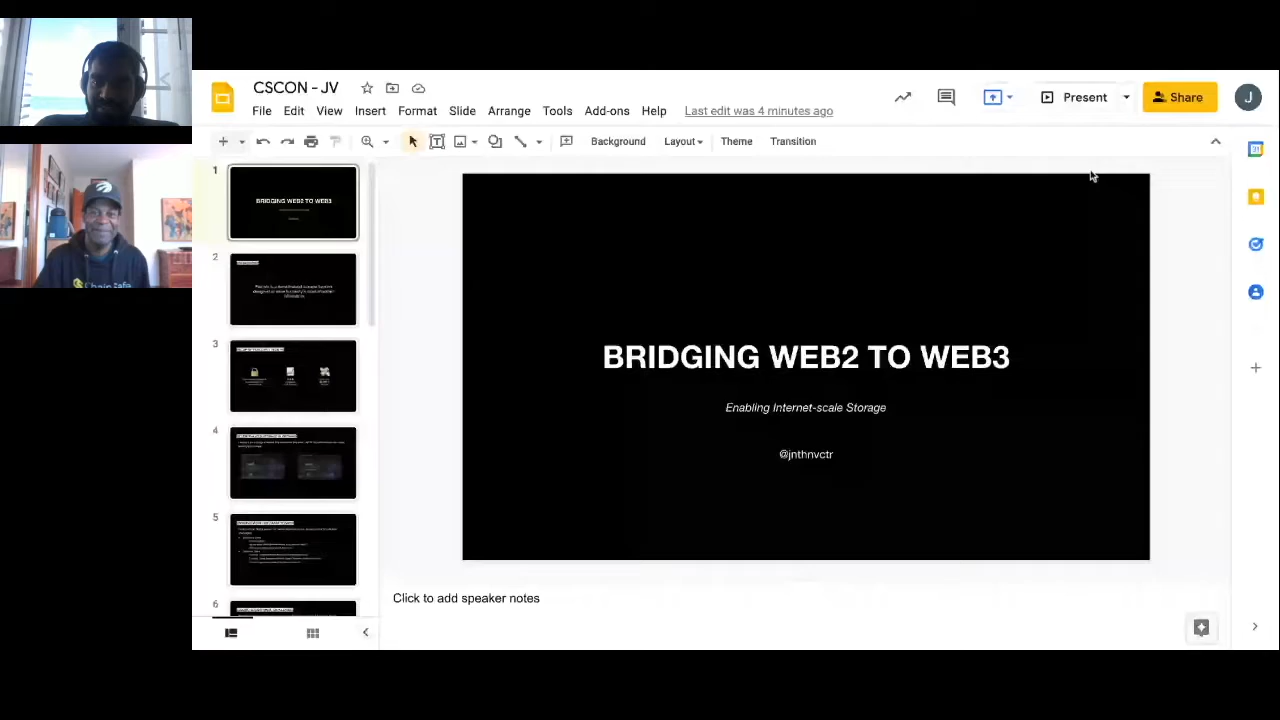 CSCON - JV
File Edit View Insert Format Slide Arrange Tools Add-ons Help Last edit was 4 minutes ago
Present
Share
J
Background Layout Theme Transition
1
BRIDGING WEB2 TO WEB3
2
3
4
5
6
BRIDGING WEB2 TO WEB3
Enabling Internet-scale Storage
@jnthnvctr
Click to add speaker notes